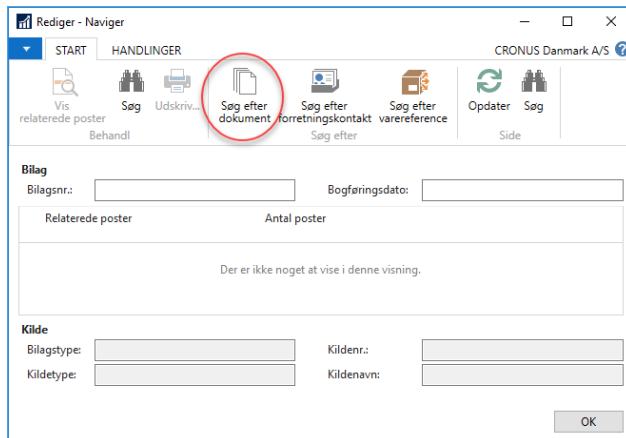 Rediger - Naviger
START HANDLINGER CRONUS Danmark A/S ?
Vis relaterede poster
Søg
Udskriv...
Søg efter dokument
Søg efter forretningskontakt
Søg efter varereference
Opdater
Søg
Behandl Søg efter Side
Bilag
Bilagsnr.: Bogføringsdato:
Relaterede poster Antal poster
Der er ikke noget at vise i denne visning.
Kilde
Bilagstype: Kildenr.:
Kildetype: Kildenavn:
OK